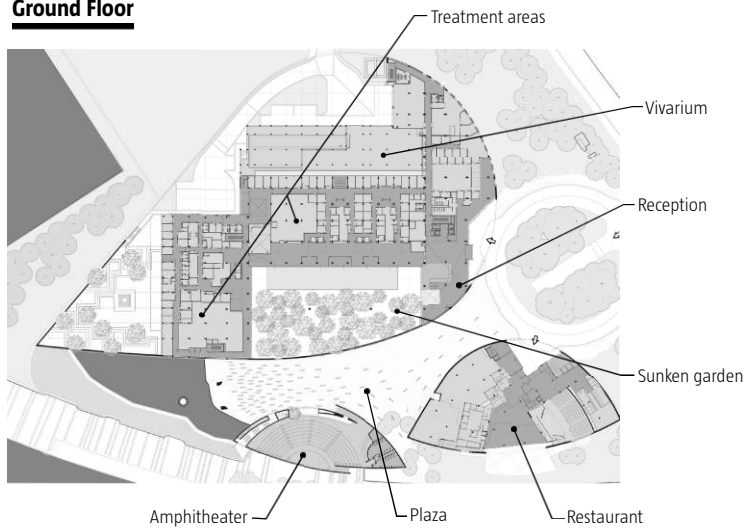 Ground Floor
Treatment areas
Vivarium
Reception
Sunken garden
Amphitheater
Plaza
Restaurant